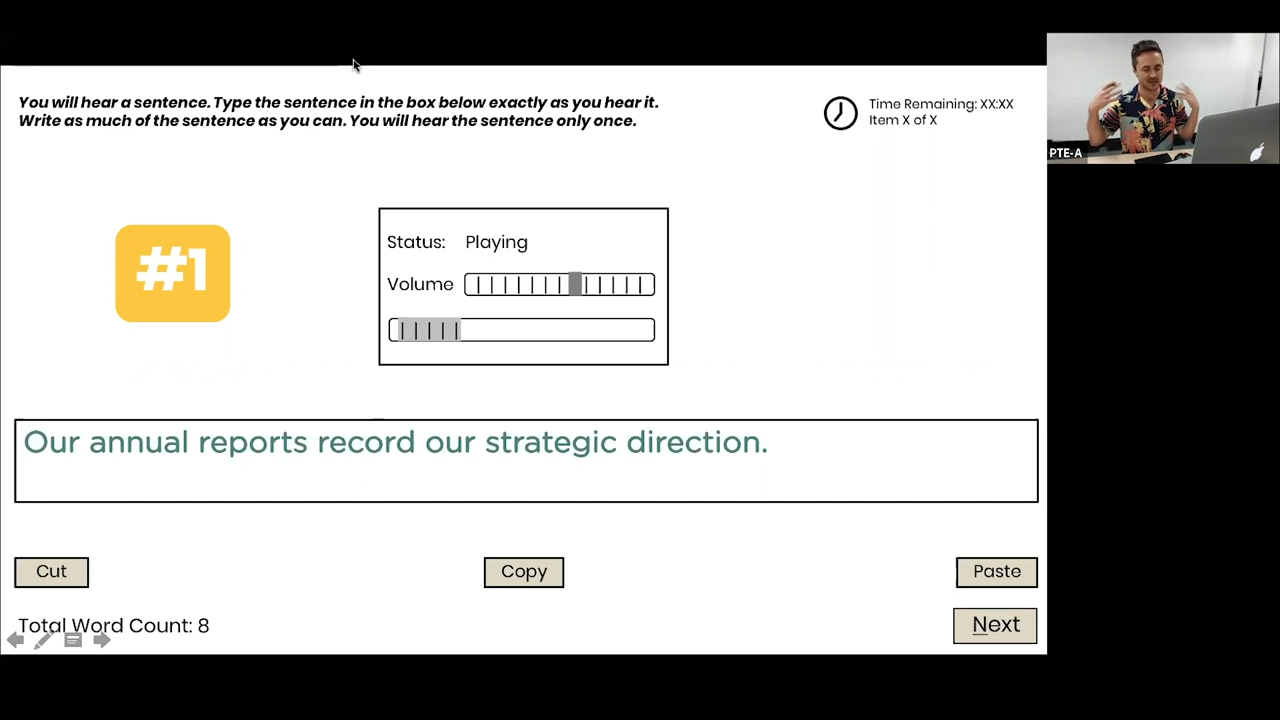 You will hear a sentence. Type the sentence in the box below exactly as you hear it.
Write as much of the sentence as you can. You will hear the sentence only once.
Time Remaining: XX:XX
Item X of X
PTE-A
#1
Status: Playing
Volume
Our annual reports record our strategic direction.
Cut
Copy
Paste
Total Word Count: 8
Next